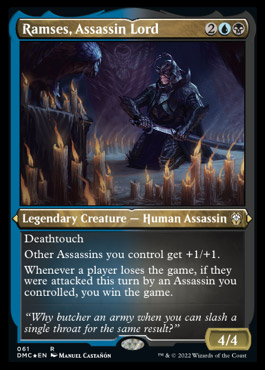 Ramses, Assassin Lord 2
Legendary Creature — Human Assassin
Deathtouch
Other Assassins you control get +1/+1.
Whenever a player loses the game, if they
were attacked this turn by an Assassin you
controlled, you win the game.
"Why butcher an army when you can slash a
single throat for the same result?"
4/4
061 R
DMC★EN MANUEL CASTAÑÓN
™ & © 2022 Wizards of the Coast